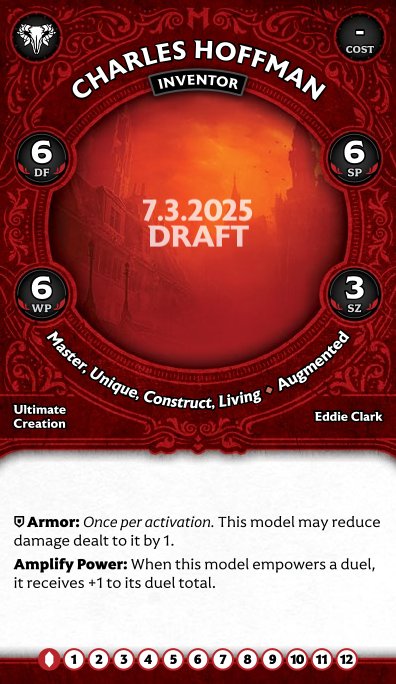 -
COST
CHARLES HOFFMAN
INVENTOR
6
DF
6
SP
7.3.2025
DRAFT
6
WP
3
SZ
Master, Unique, Construct, Living ♦ Augmented
Ultimate
Creation
Eddie Clark
Armor: Once per activation. This model may reduce
damage dealt to it by 1.
Amplify Power: When this model empowers a duel,
it receives +1 to its duel total.
1 2 3 4 5 6 7 8 9 10 11 12